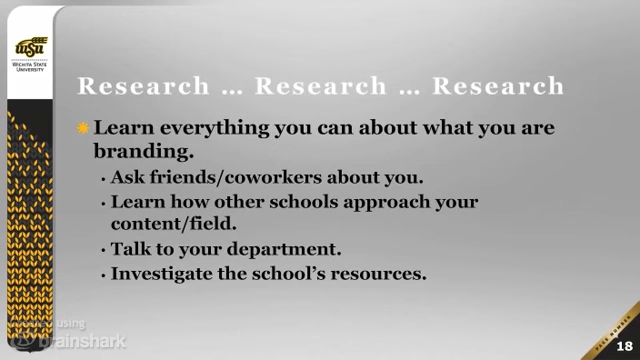 WSU
WICHITA STATE
UNIVERSITY
Research … Research … Research
Learn everything you can about what you are
branding.
• Ask friends/coworkers about you.
• Learn how other schools approach your
content/field.
• Talk to your department.
• Investigate the school's resources.
using
brainshark
PAGE NUMBER
18